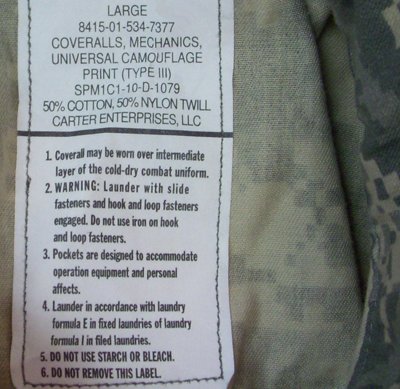 LARGE
8415-01-534-7377
COVERALLS, MECHANICS,
UNIVERSAL CAMOUFLAGE
PRINT (TYPE III)
SPM1C1-10-D-1079
50% COTTON, 50% NYLON TWILL
CARTER ENTERPRISES, LLC
1. Coverall may be worn over intermediate
layer of the cold-dry combat uniform.
2. WARNING: Launder with slide
fasteners and hook and loop fasteners
engaged. Do not use iron on hook
and loop fasteners.
3. Pockets are designed to accommodate
operation equipment and personal
affects.
4. Launder in accordance with laundry
formula E in fixed laundries of laundry
formula I in filed laundries.
5. DO NOT USE STARCH OR BLEACH.
6. DO NOT REMOVE THIS LABEL.